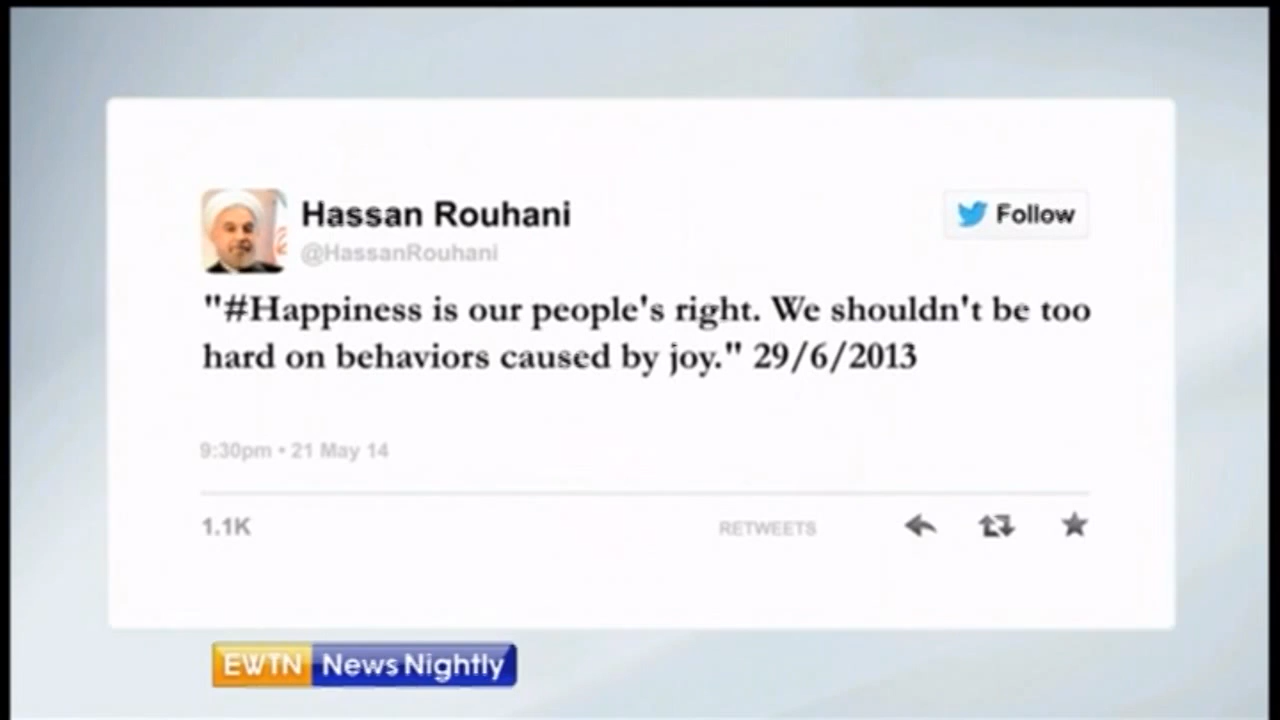 Hassan Rouhani
Follow
@HassanRouhani
"#Happiness is our people's right. We shouldn't be too
hard on behaviors caused by joy." 29/6/2013
9:30pm • 21 May 14
1.1K RETWEETS
EWTN News Nightly